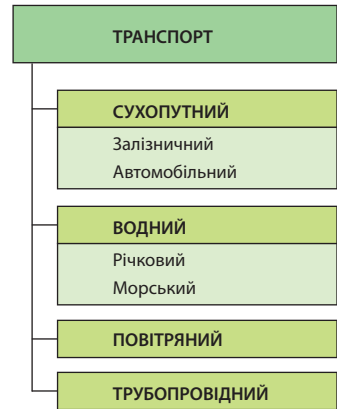 ТРАНСПОРТ
СУХОПУТНИЙ
Залізничний
Автомобільний
ВОДНИЙ
Річковий
Морський
ПОВІТРЯНИЙ
ТРУБОПРОВІДНИЙ